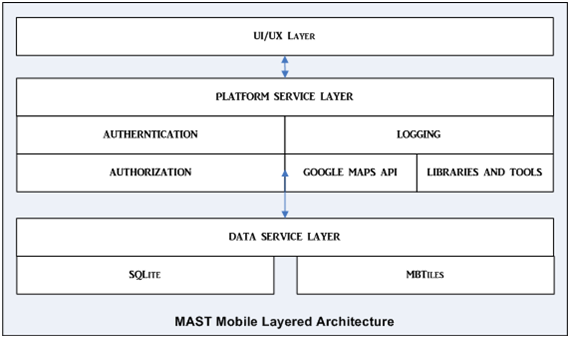 UI/UX LAYER
PLATFORM SERVICE LAYER
AUTHERNTICATION
LOGGING
AUTHORIZATION
GOOGLE MAPS API
LIBRARIES AND TOOLS
DATA SERVICE LAYER
SQLITE
MBTILES
MAST Mobile Layered Architecture